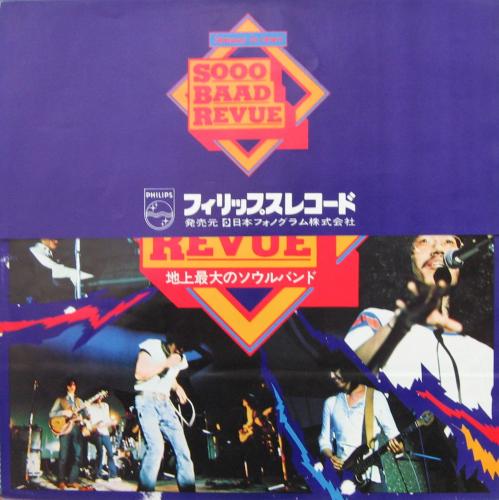 SOOO
BAAD
REVUE
PHILIPS
フィリップスレコード
発売元 日本フォノグラム株式会社
REVUE
地上最大のソウルバンド